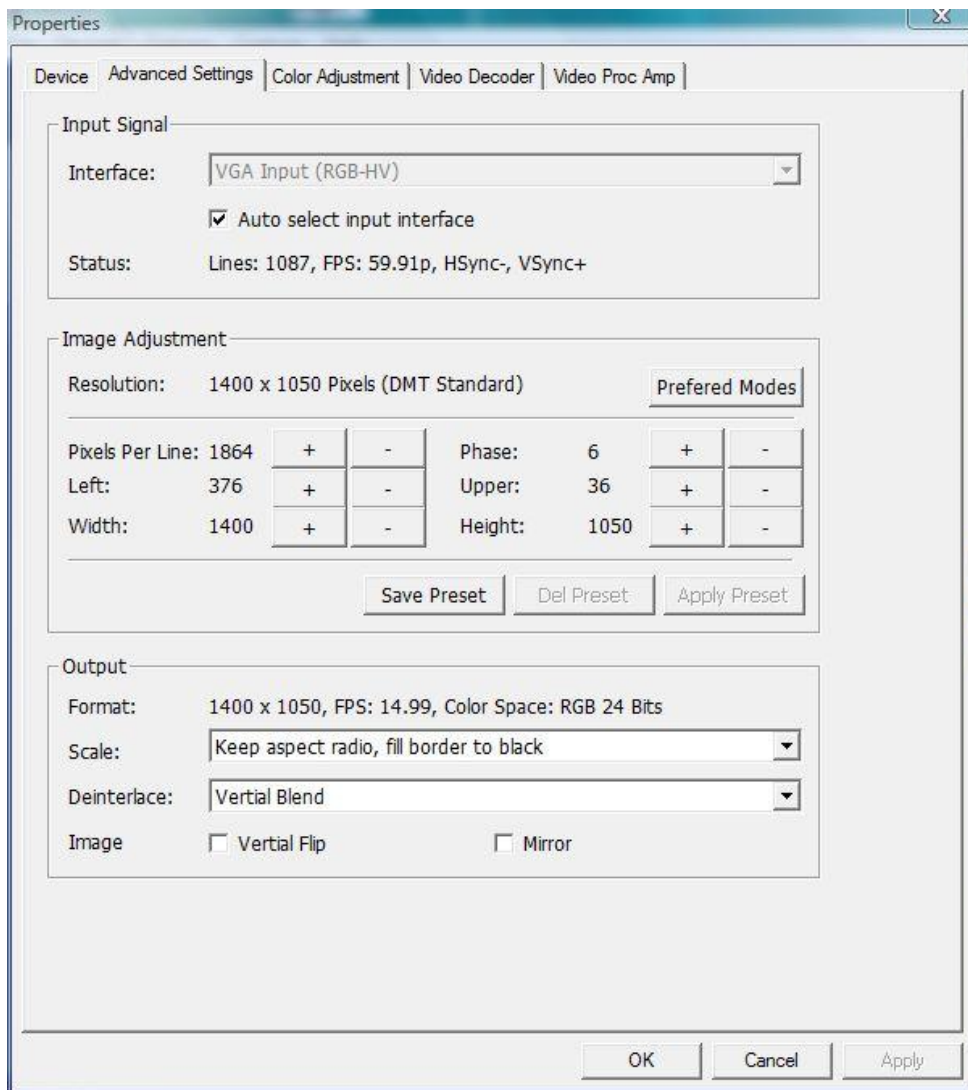 Properties
X
Device Advanced Settings Color Adjustment Video Decoder Video Proc Amp
Input Signal
Interface: VGA Input (RGB-HV)
Auto select input interface
Status: Lines: 1087, FPS: 59.91p, HSync-, VSync+
Image Adjustment
Resolution: 1400 x 1050 Pixels (DMT Standard) Prefered Modes
Pixels Per Line: 1864 + - Phase: 6 + -
Left: 376 + - Upper: 36 + -
Width: 1400 + - Height: 1050 + -
Save Preset Del Preset Apply Preset
Output
Format: 1400 x 1050, FPS: 14.99, Color Space: RGB 24 Bits
Scale: Keep aspect radio, fill border to black
Deinterlace: Vertial Blend
Image Vertial Flip Mirror
OK Cancel Apply